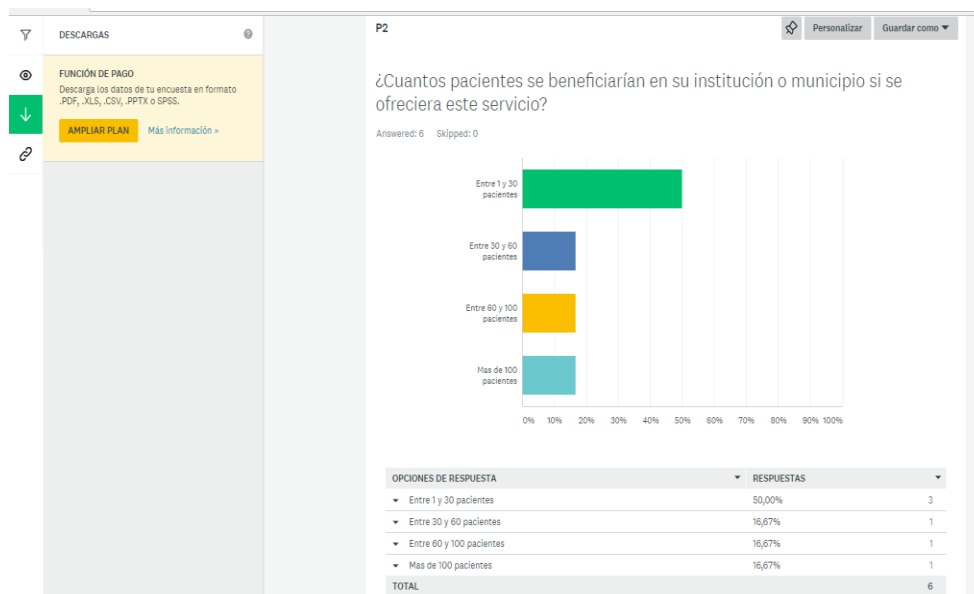 DESCARGAS
FUNCIÓN DE PAGO
Descarga los datos de tu encuesta en formato
.PDF, .XLS, .CSV, .PPTX o SPSS.
AMPLIAR PLAN Más información »
P2
Personalizar Guardar como
¿Cuantos pacientes se beneficiarían en su institución o municipio si se
ofreciera este servicio?
Answered: 6 Skipped: 0
Entre 1 y 30
pacientes
Entre 30 y 60
pacientes
Entre 60 y 100
pacientes
Mas de 100
pacientes
0% 10% 20% 30% 40% 50% 60% 70% 80% 90% 100%
OPCIONES DE RESPUESTA RESPUESTAS
Entre 1 y 30 pacientes 50,00% 3
Entre 30 y 60 pacientes 16,67% 1
Entre 60 y 100 pacientes 16,67% 1
Mas de 100 pacientes 16,67% 1
TOTAL 6